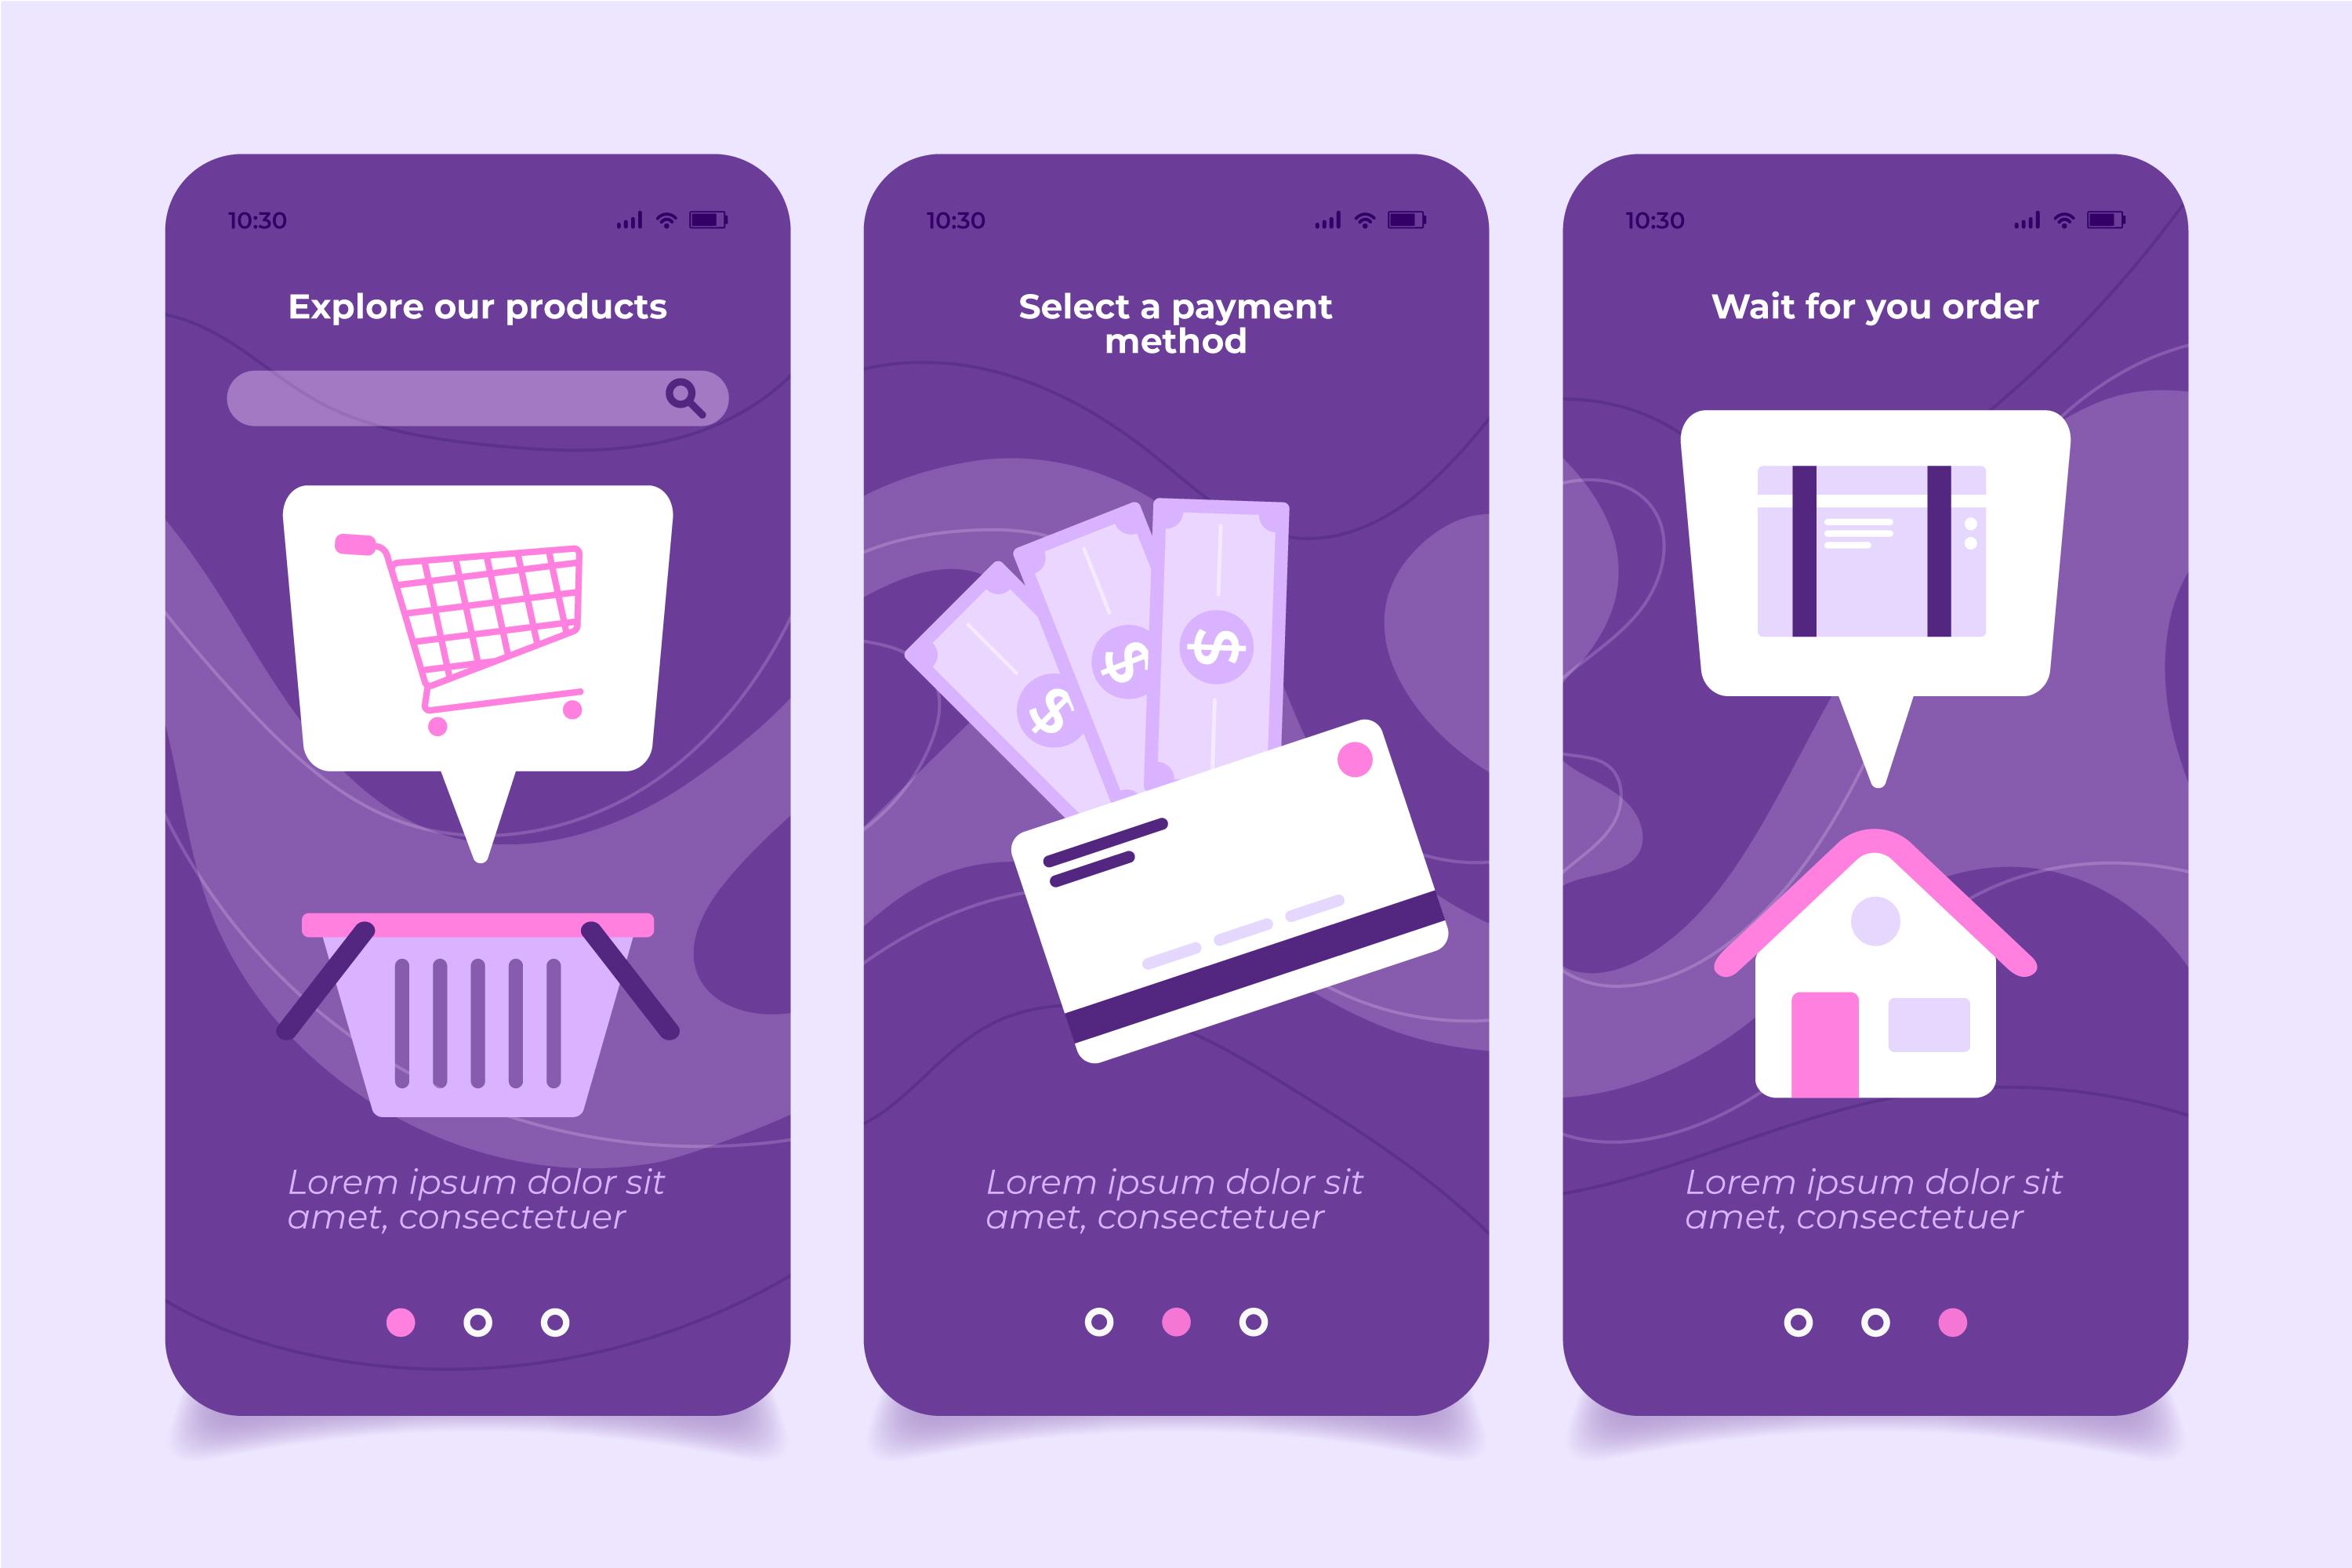 10:30
Explore our products
Lorem ipsum dolor sit
amet, consectetuer
10:30
Select a payment
method
$
$
$
Lorem ipsum dolor sit
amet, consectetuer
10:30
Wait for you order
Lorem ipsum dolor sit
amet, consectetuer